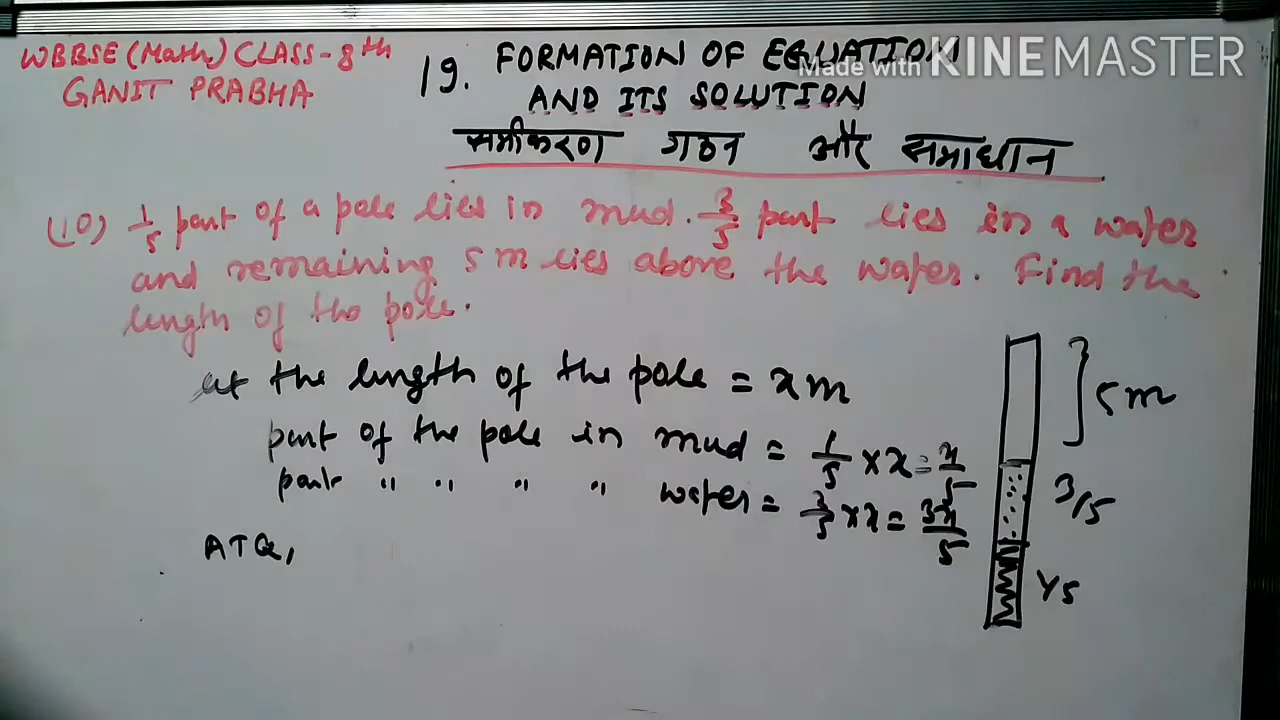 WBBSE (Math) CLASS-8th
GANIT PRABHA
19. FORMATION OF EQUATION
AND ITS SOLUTION
Made with KINEMASTER
समीकरण गठन और समाधान
(10) 1/5 part of a pole lies in mud. 3/5 part lies in a water
and remaining 5 m lies above the water. Find the
length of the pole.
Let the length of the pole = x m
part of the pole in mud = 1/5 × x = x/5
part " " " " water = 3/5 × x = 3x/5
ATQ,
5 m
3/5
1/5